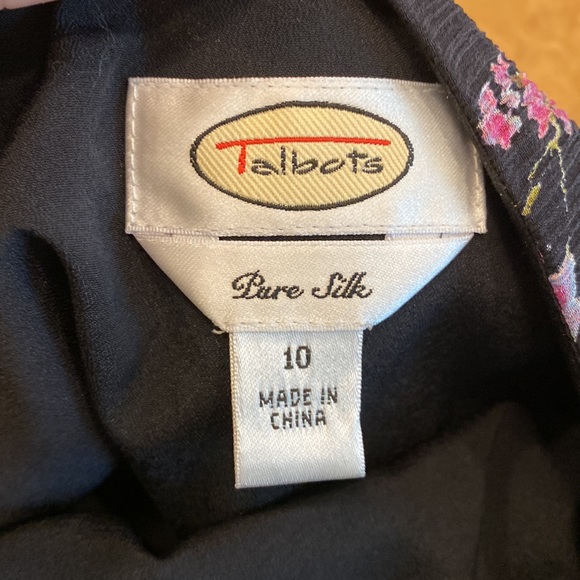 Talbots
Pure Silk
10
MADE IN
CHINA